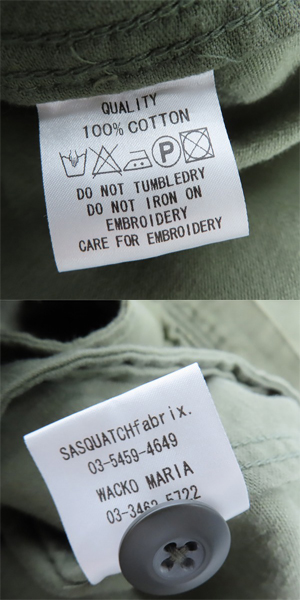 QUALITY
100% COTTON
P
DO NOT TUMBLEDRY
DO NOT IRON ON
EMBROIDERY
CARE FOR EMBROIDERY
SASQUATCHfabrix.
03-5459-4649
WACKO MARIA
03-3462-5722